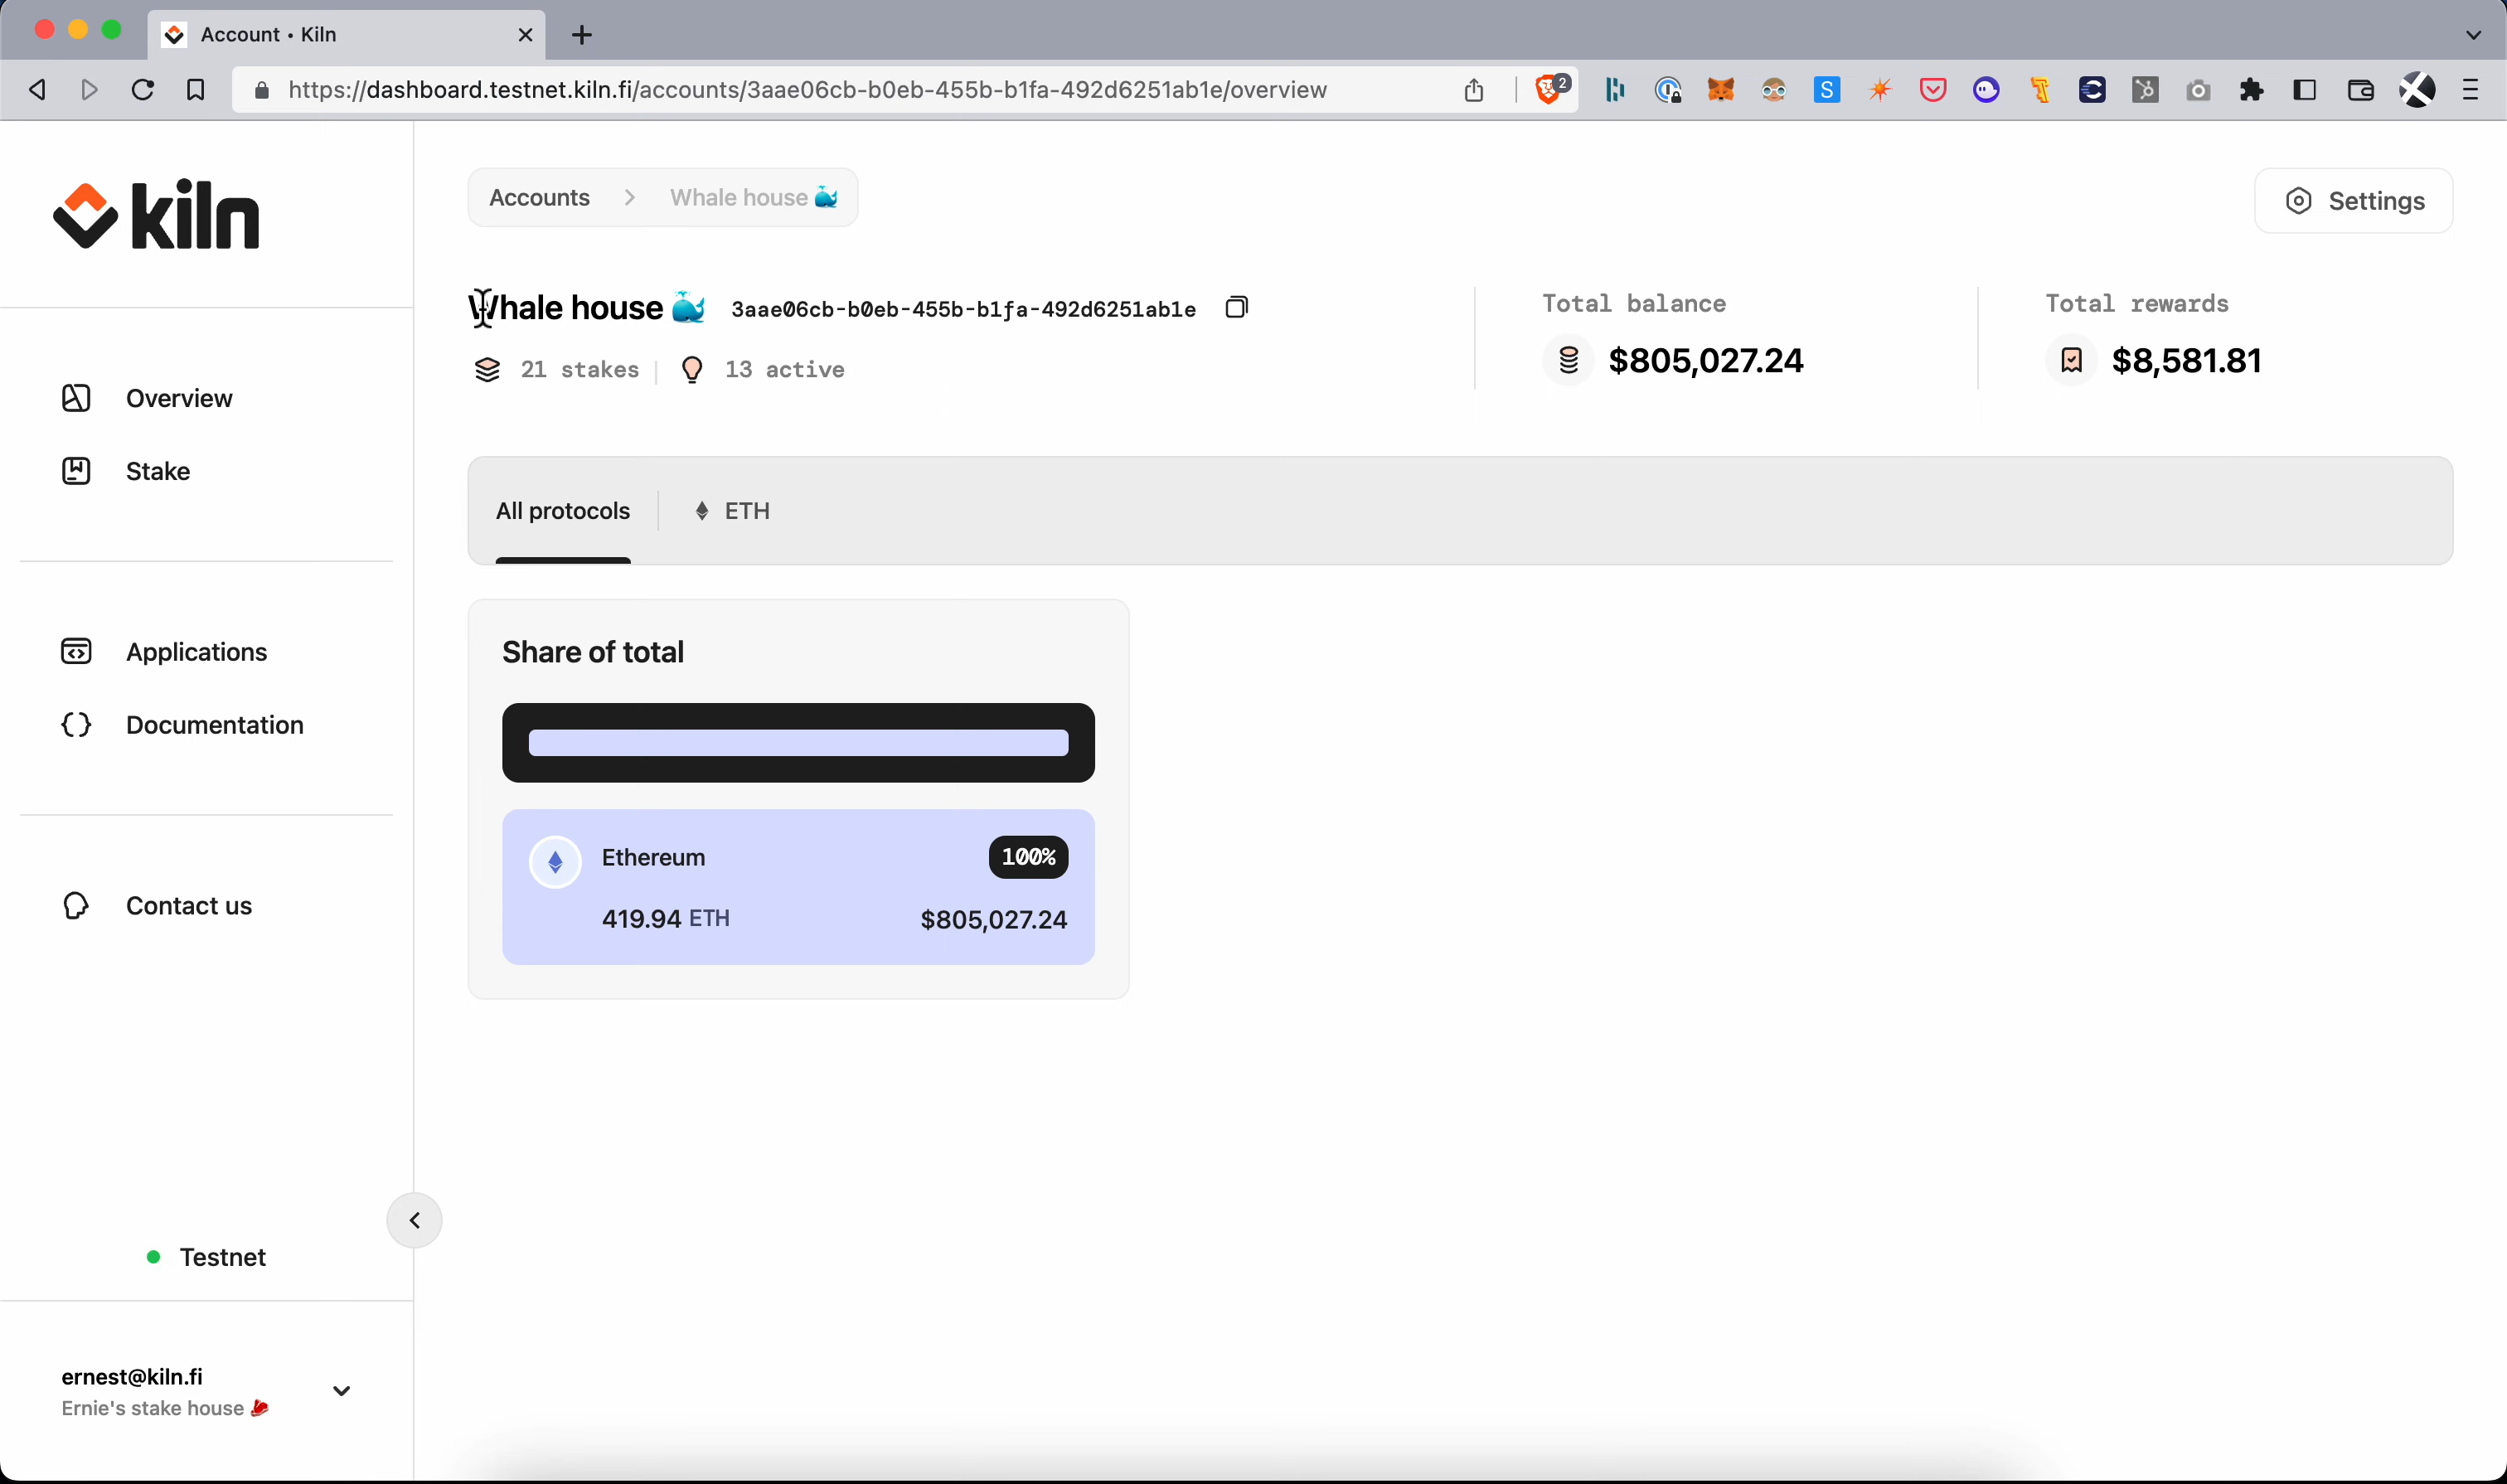 Account • Kiln
https://dashboard.testnet.kiln.fi/accounts/3aae06cb-b0eb-455b-b1fa-492d6251ab1e/overview
2
S
kiln
Accounts > Whale house 🐳
Settings
Whale house 🐳 3aae06cb-b0eb-455b-b1fa-492d6251ab1e
21 stakes
13 active
Total balance
$805,027.24
Total rewards
$8,581.81
Overview
Stake
Applications
Documentation
Contact us
All protocols
ETH
Share of total
Ethereum
100%
419.94 ETH
$805,027.24
Testnet
ernest@kiln.fi
Ernie's stake house 🥩